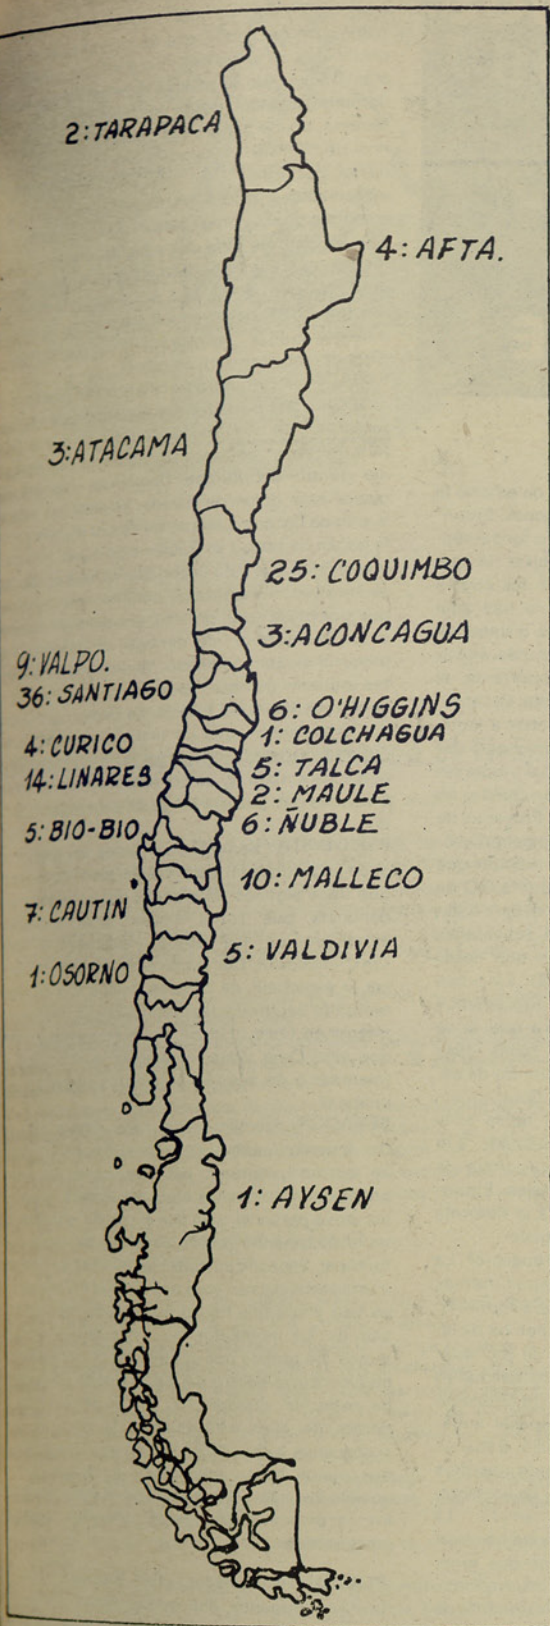 2: TARAPACA
4: AFTA.
3: ATACAMA
25: COQUIMBO
3: ACONCAGUA
9: VALPO.
36: SANTIAGO
6: O'HIGGINS
1: COLCHAGUA
4: CURICO
5: TALCA
14: LINARES
2: MAULE
5: BIO-BIO
6: ÑUBLE
10: MALLECO
7: CAUTIN
5: VALDIVIA
1: OSORNO
1: AYSEN